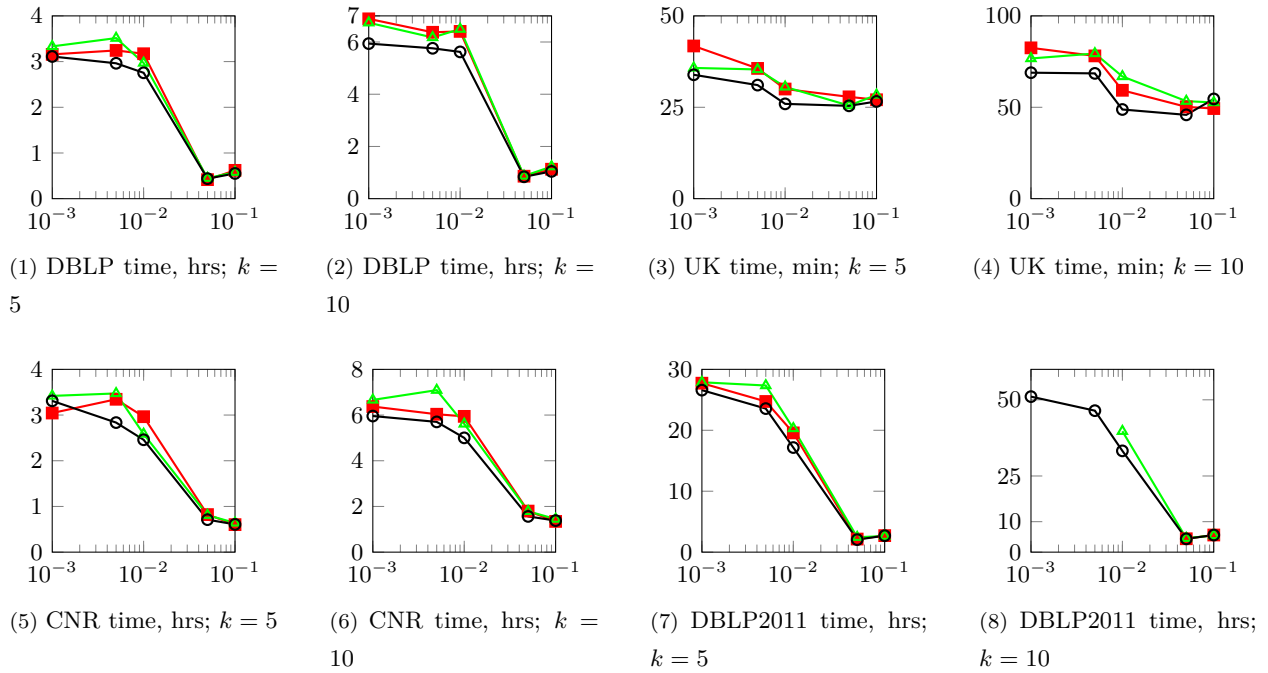 4
3
2
1
0
10−3 10−2 10−1
(1) DBLP time, hrs; k =
5
7
6
4
2
0
10−3 10−2 10−1
(2) DBLP time, hrs; k =
10
50
25
0
10−3 10−2 10−1
(3) UK time, min; k = 5
100
75
50
25
0
10−3 10−2 10−1
(4) UK time, min; k = 10
4
3
2
1
0
10−3 10−2 10−1
(5) CNR time, hrs; k = 5
8
6
4
2
0
10−3 10−2 10−1
(6) CNR time, hrs; k =
10
30
20
10
0
10−3 10−2 10−1
(7) DBLP2011 time, hrs;
k = 5
50
25
10
0
10−3 10−2 10−1
(8) DBLP2011 time, hrs;
k = 10